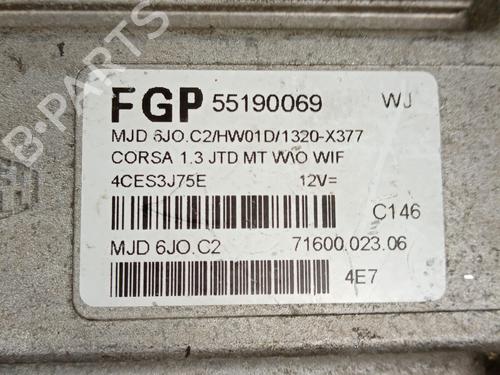 B-PARTS
FGP 55190069 WJ
MJD 6JO.C2/HW01D/1320-X377
CORSA 1.3 JTD MT W\O WIF
4CES3J75E 12V=
C146
MJD 6JO.C2 71600.023.06
4E7